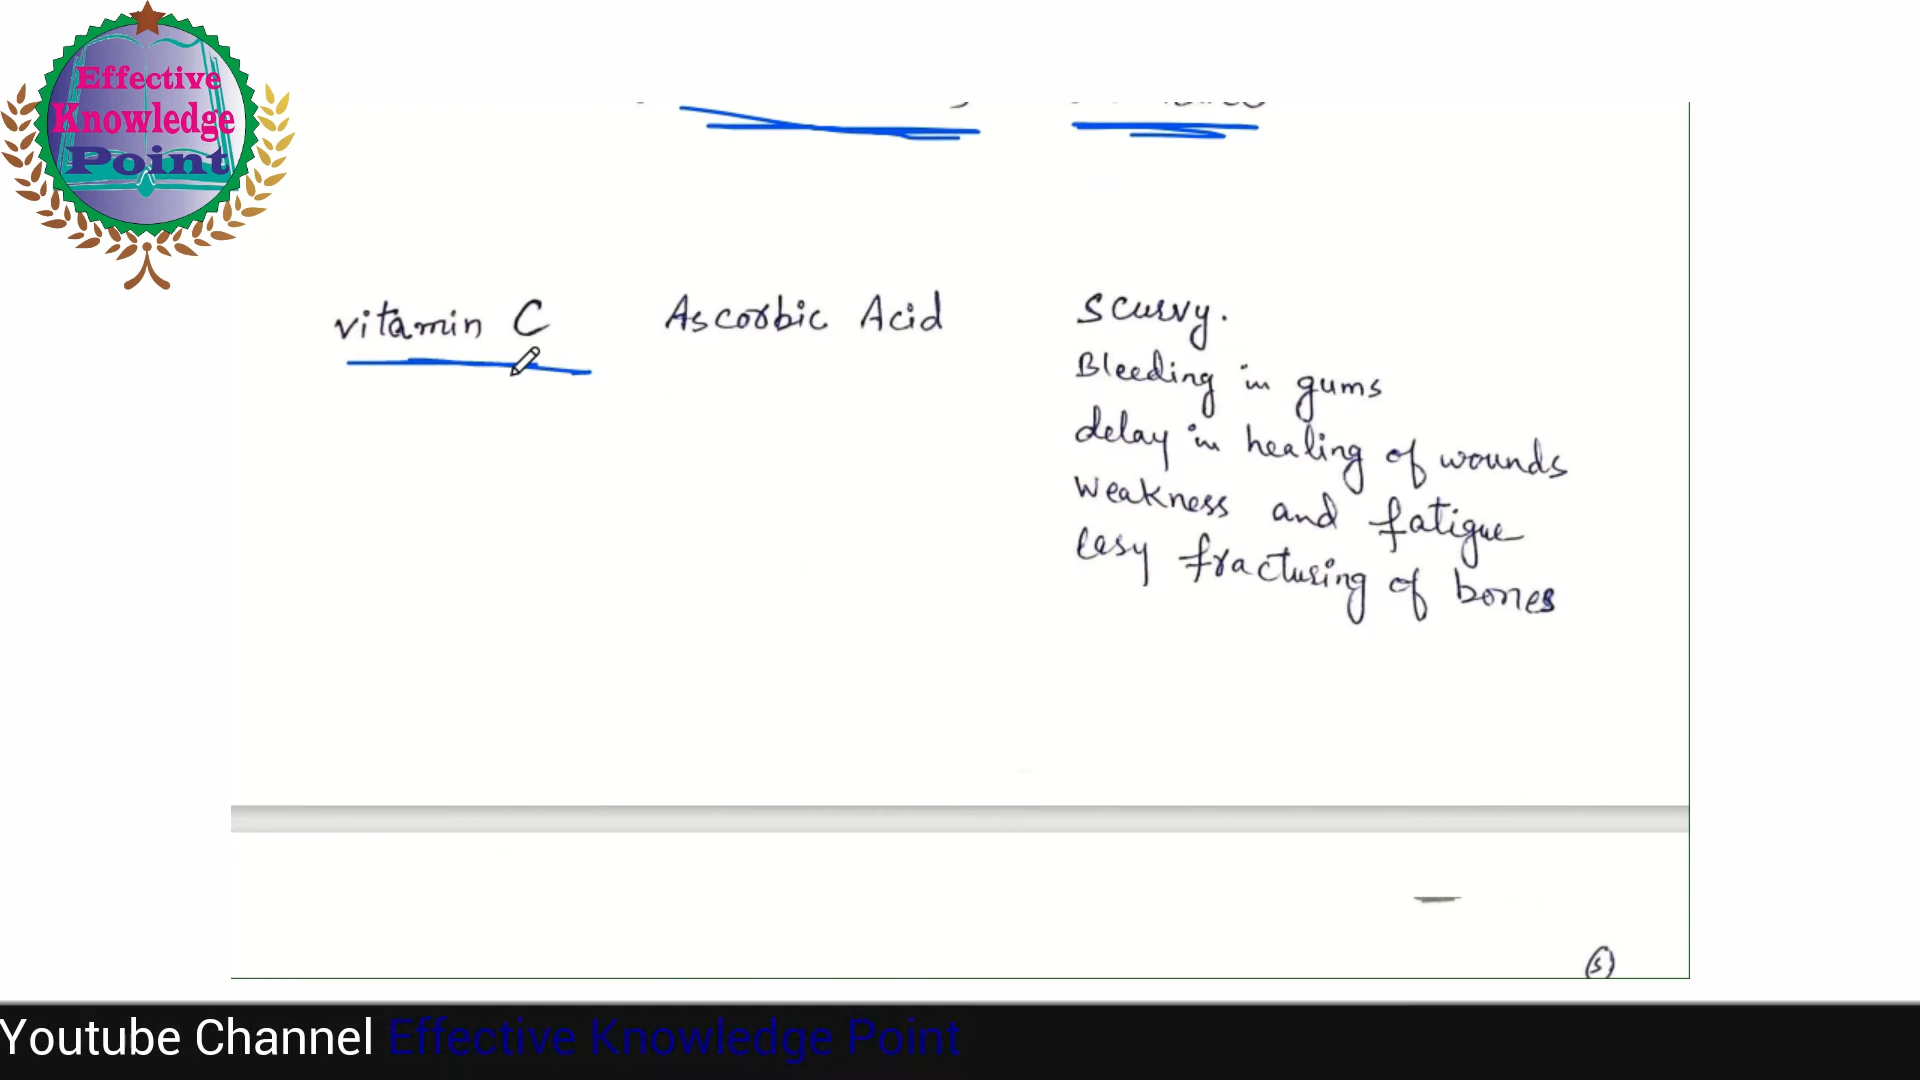 Effective
Knowledge
Point
vitamin C Ascorbic Acid scurvy.
Bleeding in gums
delay in healing of wounds
weakness and fatigue
easy fracturing of bones
(5)
Youtube Channel Effective Knowledge Point